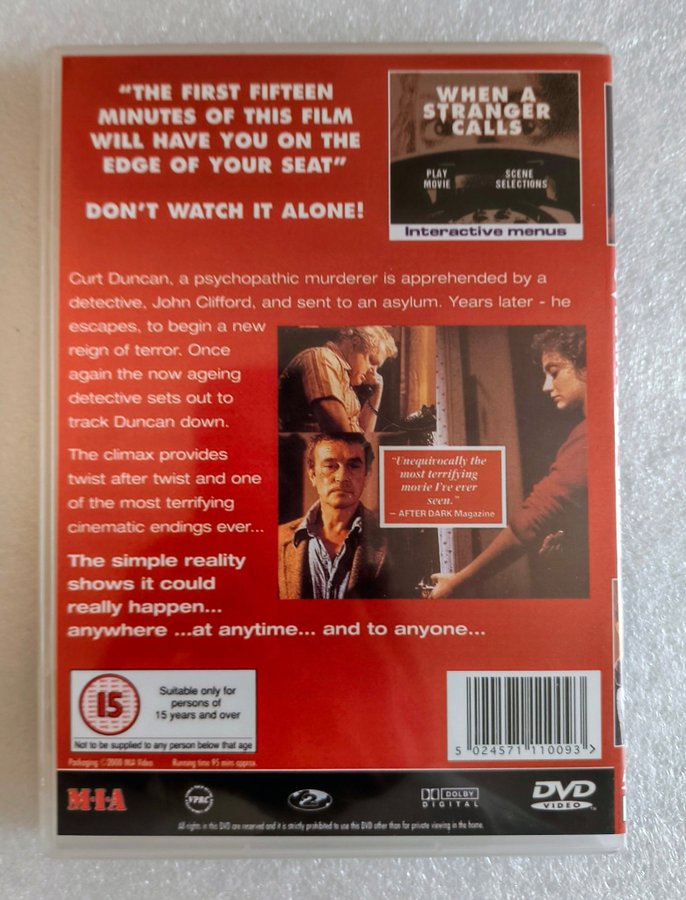 "THE FIRST FIFTEEN
MINUTES OF THIS FILM
WILL HAVE YOU ON THE
EDGE OF YOUR SEAT"
DON'T WATCH IT ALONE!
WHEN A
STRANGER
CALLS
PLAY
MOVIE
SCENE
SELECTIONS
Interactive menus
Curt Duncan, a psychopathic murderer is apprehended by a
detective, John Clifford, and sent to an asylum. Years later - he
escapes, to begin a new
reign of terror. Once
again the now ageing
detective sets out to
track Duncan down.
The climax provides
twist after twist and one
of the most terrifying
cinematic endings ever...
"Unequivocally the
most terrifying
movie I've ever
seen."
– AFTER DARK Magazine
The simple reality
shows it could
really happen...
anywhere ...at anytime... and to anyone...
15
Suitable only for
persons of
15 years and over
Not to be supplied to any person below that age
Packaging ©2000 MIA Video Running time 95 mins approx.
5 024571 110093 >
M·I·A
VPRC
2
DOLBY
DIGITAL
DVD
VIDEO
TM
All rights in this DVD are reserved and it is strictly prohibited to use this DVD other than for private viewing in the home.